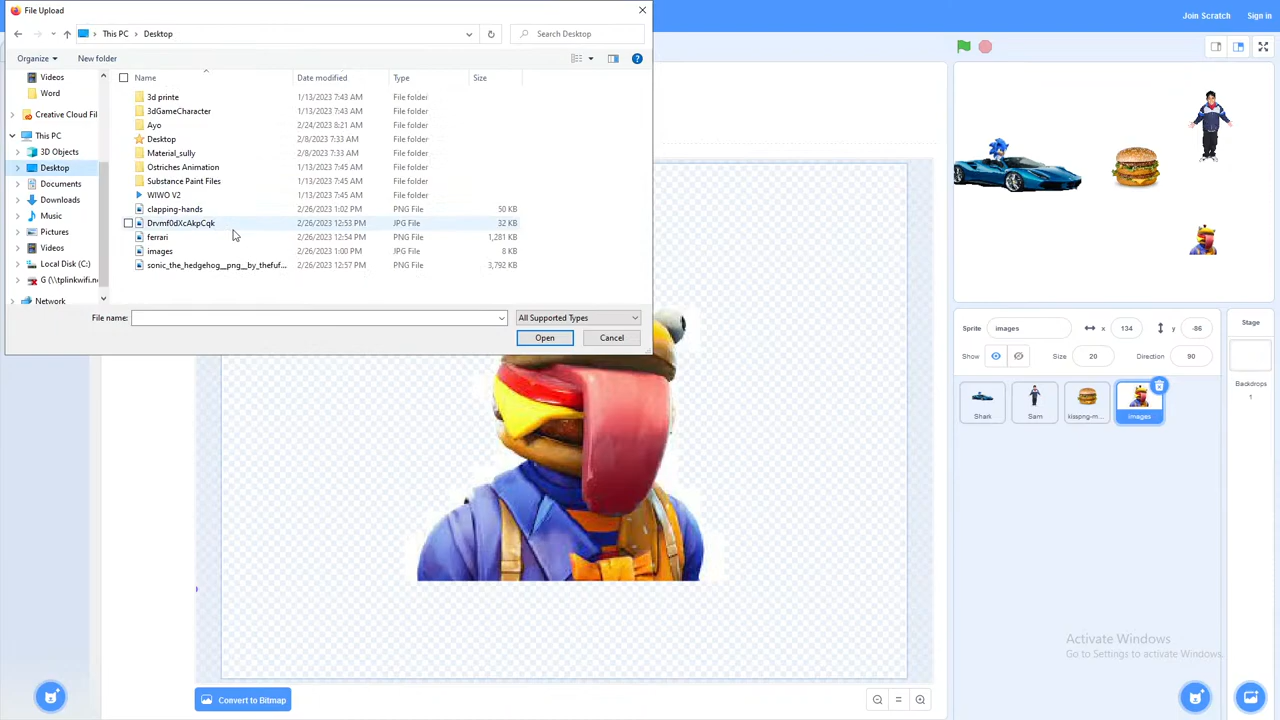 File Upload
Join Scratch Sign in
This PC > Desktop
Search Desktop
Organize New folder
Videos
Word
Creative Cloud Fil
This PC
3D Objects
Desktop
Documents
Downloads
Music
Pictures
Videos
Local Disk (C:)
G (\\tplinkwifi.n
Network
Name Date modified Type Size
3d printe 1/13/2023 7:43 AM File folder
3dGameCharacter 1/13/2023 7:43 AM File folder
Ayo 2/24/2023 8:21 AM File folder
Desktop 2/8/2023 7:33 AM File folder
Material_sully 2/8/2023 7:33 AM File folder
Ostriches Animation 1/13/2023 7:45 AM File folder
Substance Paint Files 1/13/2023 7:45 AM File folder
WIWO V2 1/13/2023 7:45 AM File folder
clapping-hands 2/26/2023 1:02 PM PNG File 50 KB
Drvmf0dXcAkpCqk 2/26/2023 12:53 PM JPG File 32 KB
ferrari 2/26/2023 12:54 PM PNG File 1,281 KB
images 2/26/2023 1:00 PM JPG File 8 KB
sonic_the_hedgehog__png__by_thefuf... 2/26/2023 12:57 PM PNG File 3,792 KB
File name: All Supported Types
Open Cancel
Sprite images x 134 y -86
Show Size 20 Direction 90
Shark
Sam
kisspng-m...
images
Stage
Backdrops
1
Convert to Bitmap
Activate Windows
Go to Settings to activate Windows.